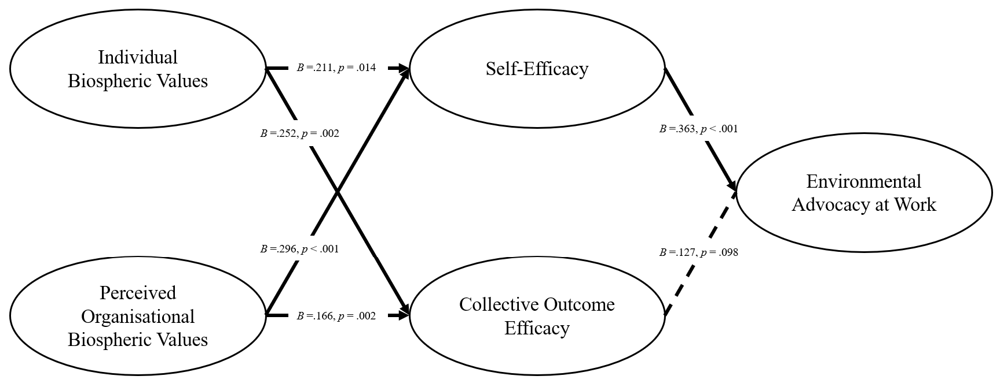 Individual
Biospheric Values
B =.211, p = .014
Self-Efficacy
B =.252, p = .002
B =.363, p < .001
Environmental
Advocacy at Work
B =.296, p < .001
B =.127, p = .098
Perceived
Organisational
Biospheric Values
B =.166, p = .002
Collective Outcome
Efficacy